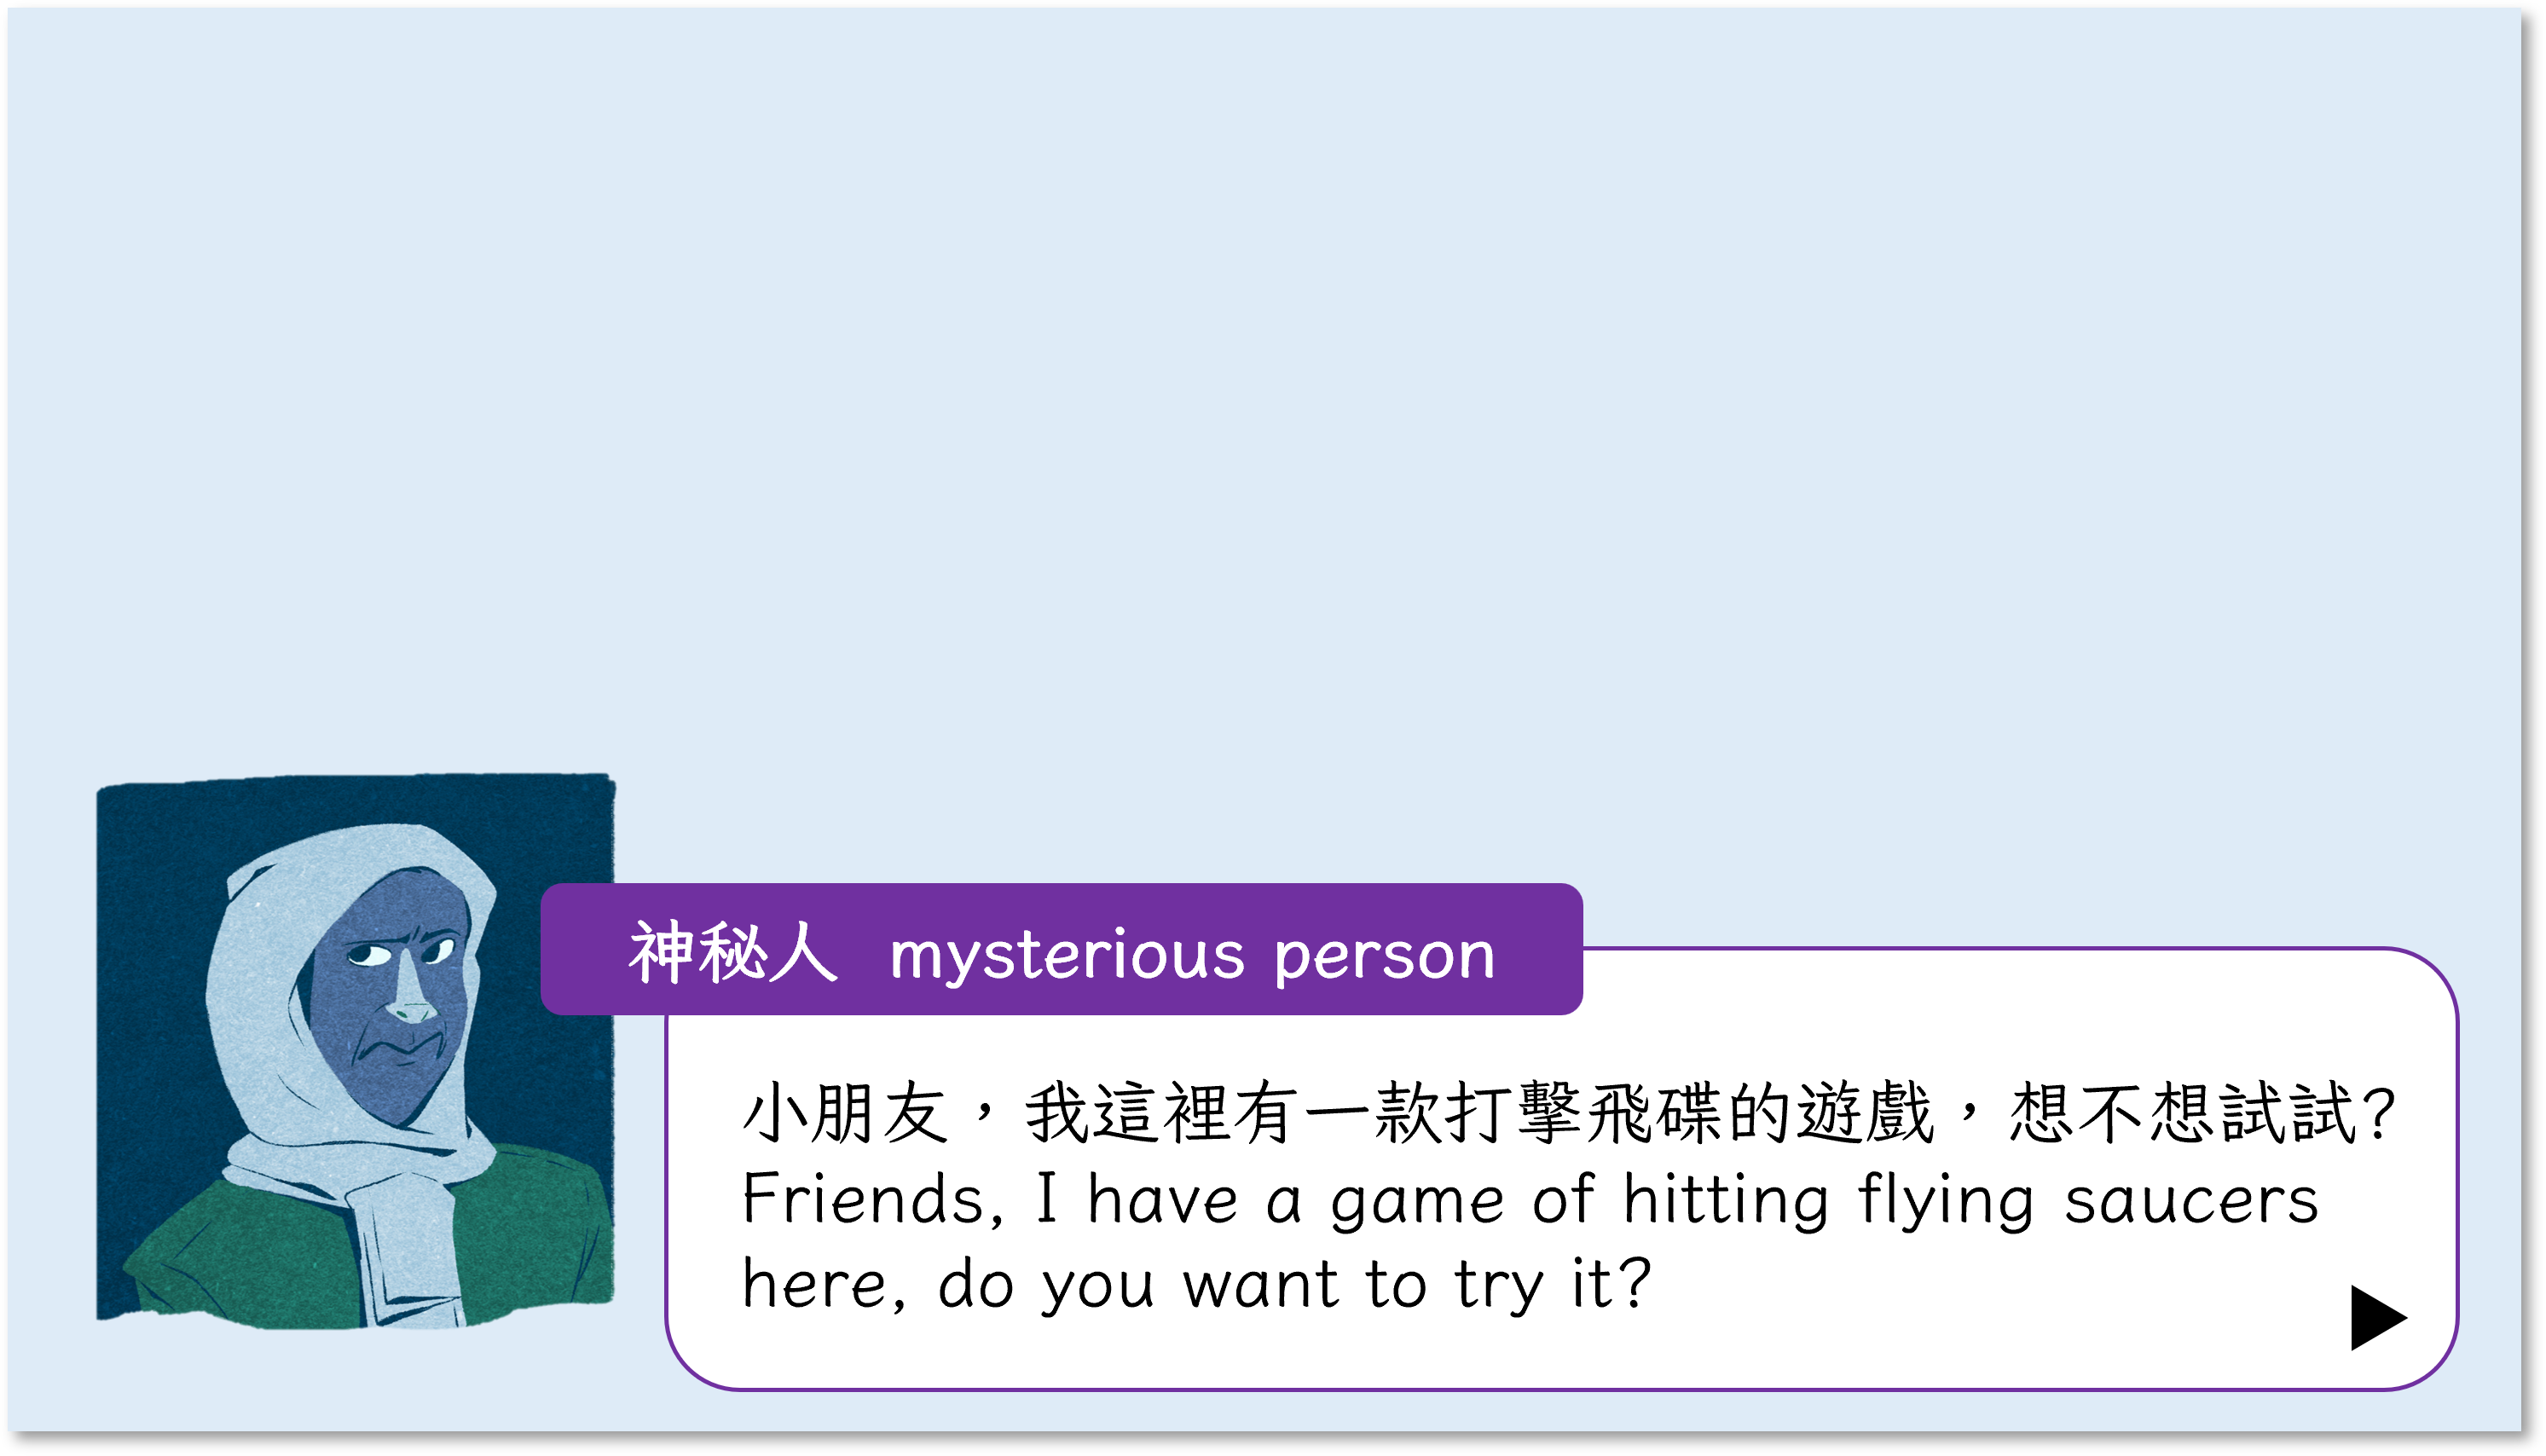 神秘人 mysterious person
小朋友，我這裡有一款打擊飛碟的遊戲，想不想試試?
Friends, I have a game of hitting flying saucers
here, do you want to try it?